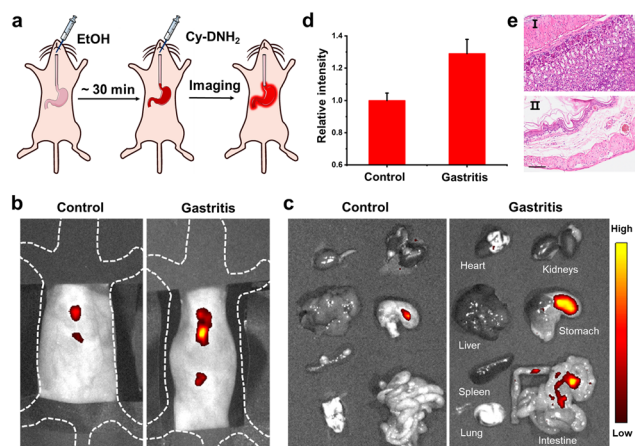 a
EtOH
Cy-DNH₂
~ 30 min
Imaging
d
Relative intensity
1.4
1.2
1.0
0.8
0.6
Control
Gastritis
e
I
II
b
Control
Gastritis
c
Control
Gastritis
Heart
Kidneys
Liver
Stomach
Spleen
Lung
Intestine
High
Low